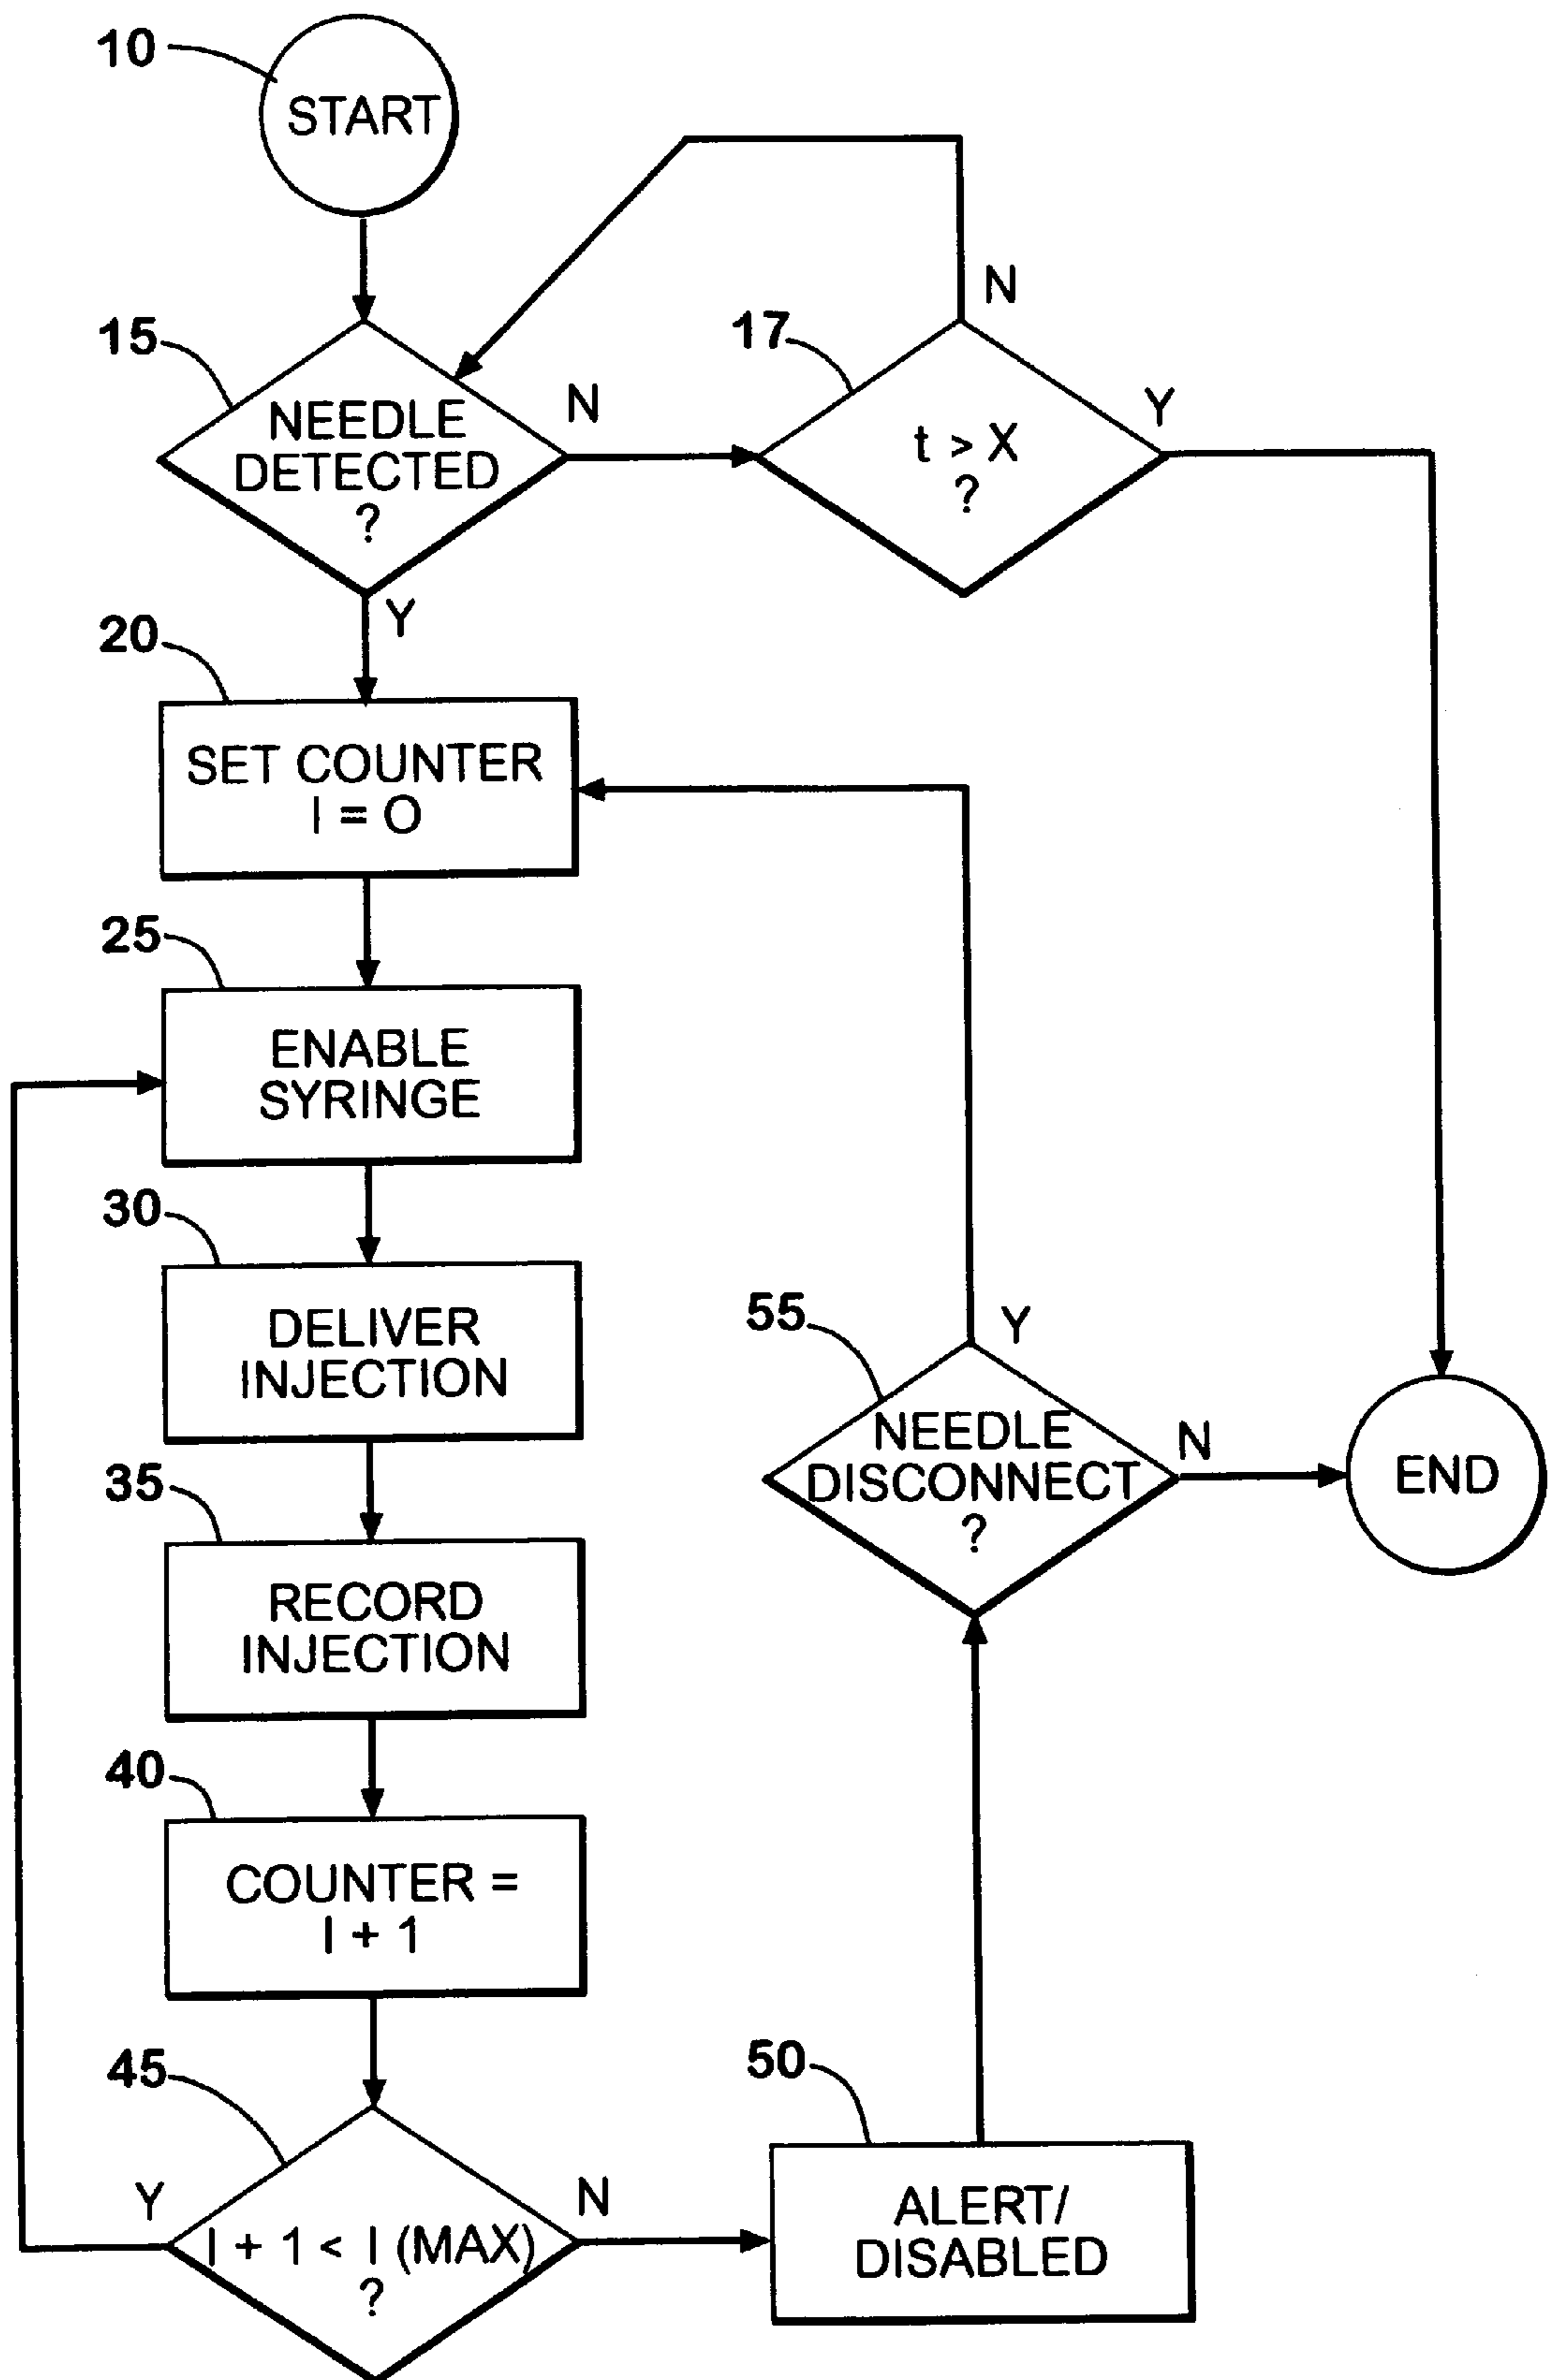 10
START
N
15
17
NEEDLE
DETECTED
?
N
t > X
?
Y
Y
20
SET COUNTER
I = O
25
ENABLE
SYRINGE
30
DELIVER
INJECTION
55
Y
NEEDLE
DISCONNECT
?
N
END
35
RECORD
INJECTION
40
COUNTER =
I + 1
45
50
Y
I + 1 < I (MAX)
?
N
ALERT/
DISABLED